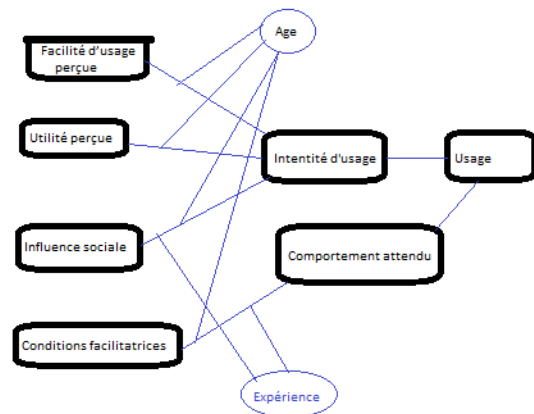 Age
Facilité d'usage
perçue
Utilité perçue
Intentité d'usage
Usage
Influence sociale
Comportement attendu
Conditions facilitatrices
Expérience